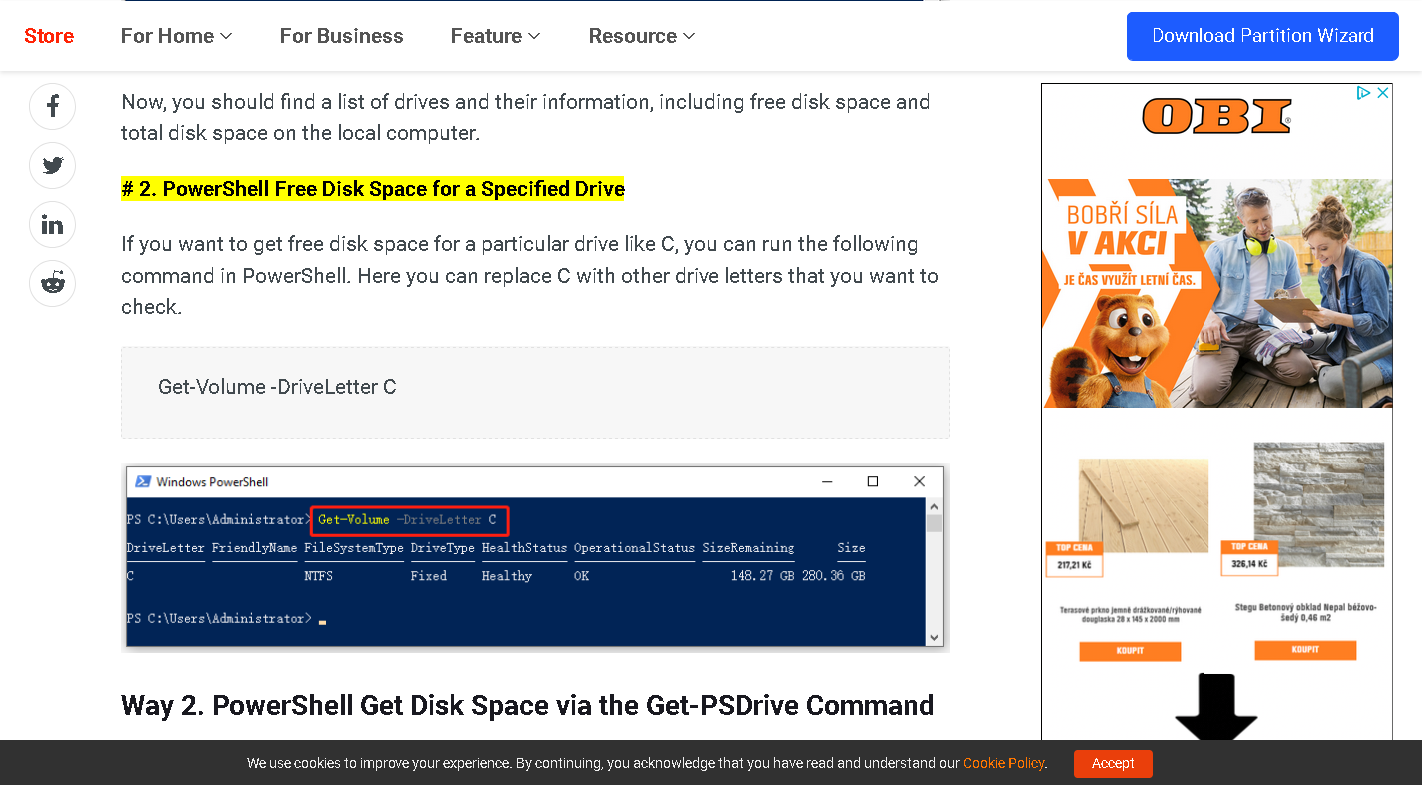 Store For Home For Business Feature Resource Download Partition Wizard
Now, you should find a list of drives and their information, including free disk space and
total disk space on the local computer.
# 2. PowerShell Free Disk Space for a Specified Drive
If you want to get free disk space for a particular drive like C, you can run the following
command in PowerShell. Here you can replace C with other drive letters that you want to
check.
Get-Volume -DriveLetter C
Windows PowerShell
PS C:\Users\Administrator> Get-Volume -DriveLetter C
DriveLetter FriendlyName FileSystemType DriveType HealthStatus OperationalStatus SizeRemaining Size
C NTFS Fixed Healthy OK 148.27 GB 280.36 GB
PS C:\Users\Administrator>
Way 2. PowerShell Get Disk Space via the Get-PSDrive Command
OBI
BOBŘÍ SÍLA
V AKCI
JE ČAS VYUŽÍT LETNÍ ČAS.
TOP CENA
217,21 Kč
TOP CENA
326,14 Kč
Terasové prkno jemně drážkované/rýhované
douglaska 28 x 145 x 2000 mm
KOUPIT
Stegu Betonový obklad Nepal béžovo-
šedý 0,46 m2
KOUPIT
We use cookies to improve your experience. By continuing, you acknowledge that you have read and understand our Cookie Policy. Accept